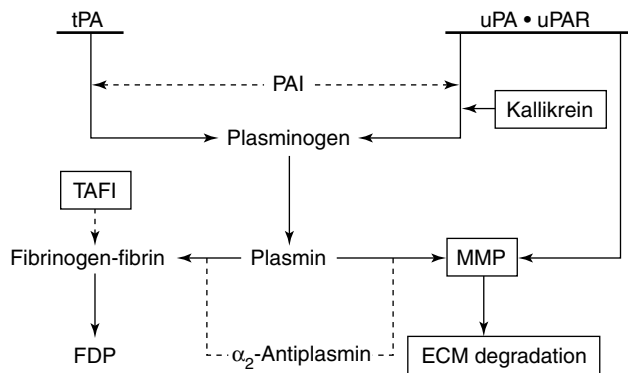 tPA
uPA • uPAR
PAI
Kallikrein
Plasminogen
TAFI
Fibrinogen-fibrin
Plasmin
MMP
FDP
α₂-Antiplasmin
ECM degradation